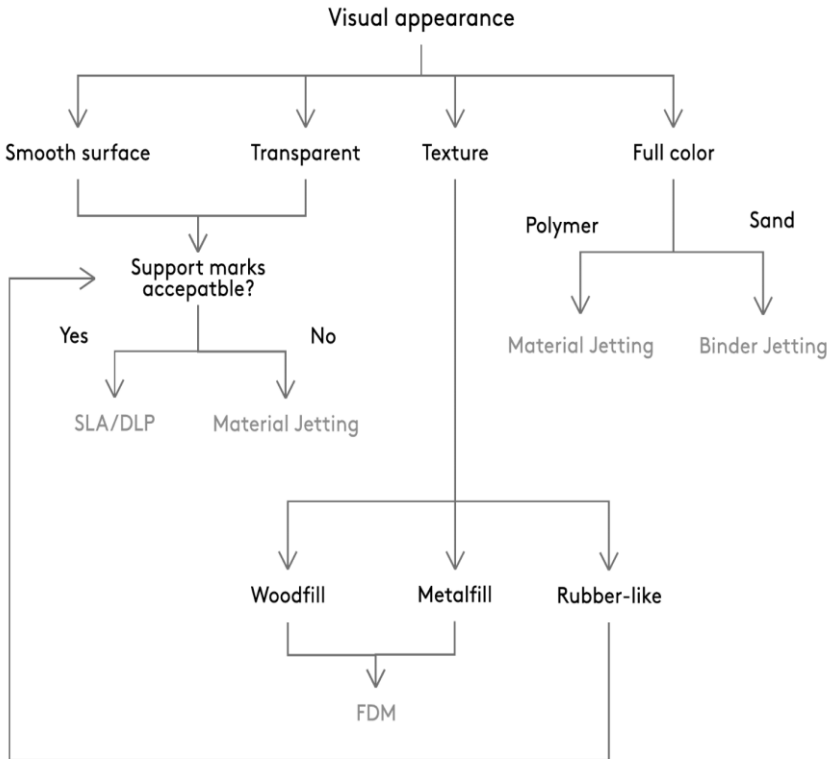 Visual appearance
Smooth surface
Transparent
Texture
Full color
Polymer
Sand
Support marks
accepatble?
Material Jetting
Binder Jetting
Yes
No
SLA/DLP
Material Jetting
Woodfill
Metalfill
Rubber-like
FDM